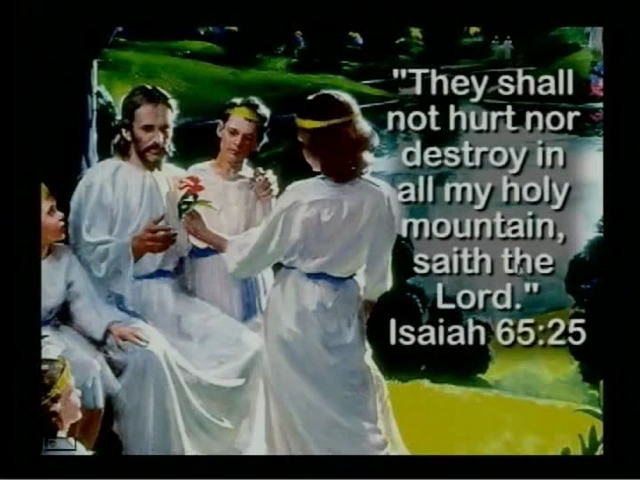 "They shall
not hurt nor
destroy in
all my holy
mountain,
saith the
Lord."
Isaiah 65:25